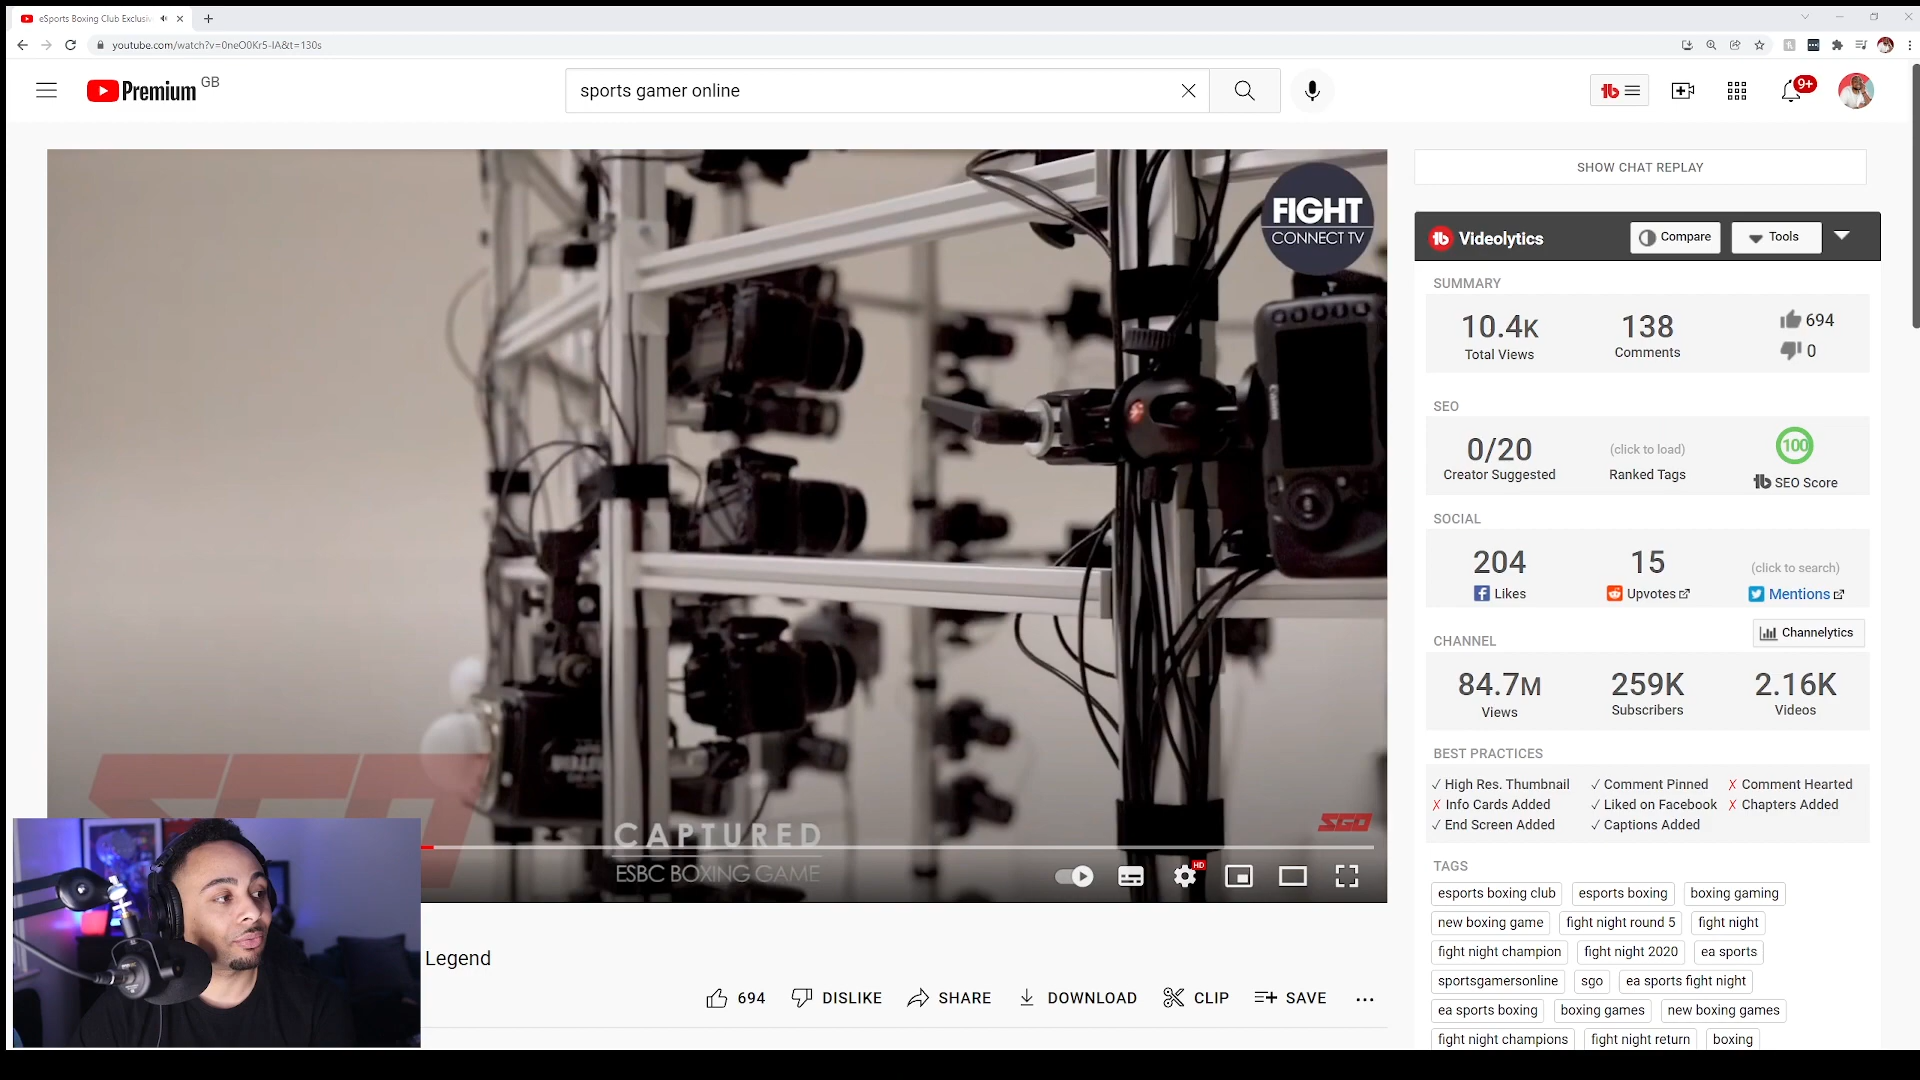 eSports Boxing Club Exclusiv
youtube.com/watch?v=0neO0Kr5-IA&t=130s
Premium GB
sports gamer online
9+
FIGHT
CONNECT TV
SGO
CAPTURED
ESBC BOXING GAME
SGO
HD
Legend
694
DISLIKE
SHARE
DOWNLOAD
CLIP
SAVE
SHOW CHAT REPLAY
Videolytics
Compare
Tools
SUMMARY
10.4K
Total Views
138
Comments
694
0
SEO
0/20
Creator Suggested
(click to load)
Ranked Tags
100
SEO Score
SOCIAL
204
Likes
15
Upvotes
(click to search)
Mentions
CHANNEL
Channelytics
84.7M
Views
259K
Subscribers
2.16K
Videos
BEST PRACTICES
✓ High Res. Thumbnail ✓ Comment Pinned ✗ Comment Hearted
✗ Info Cards Added ✓ Liked on Facebook ✗ Chapters Added
✓ End Screen Added ✓ Captions Added
TAGS
esports boxing club esports boxing boxing gaming
new boxing game fight night round 5 fight night
fight night champion fight night 2020 ea sports
sportsgamersonline sgo ea sports fight night
ea sports boxing boxing games new boxing games
fight night champions fight night return boxing